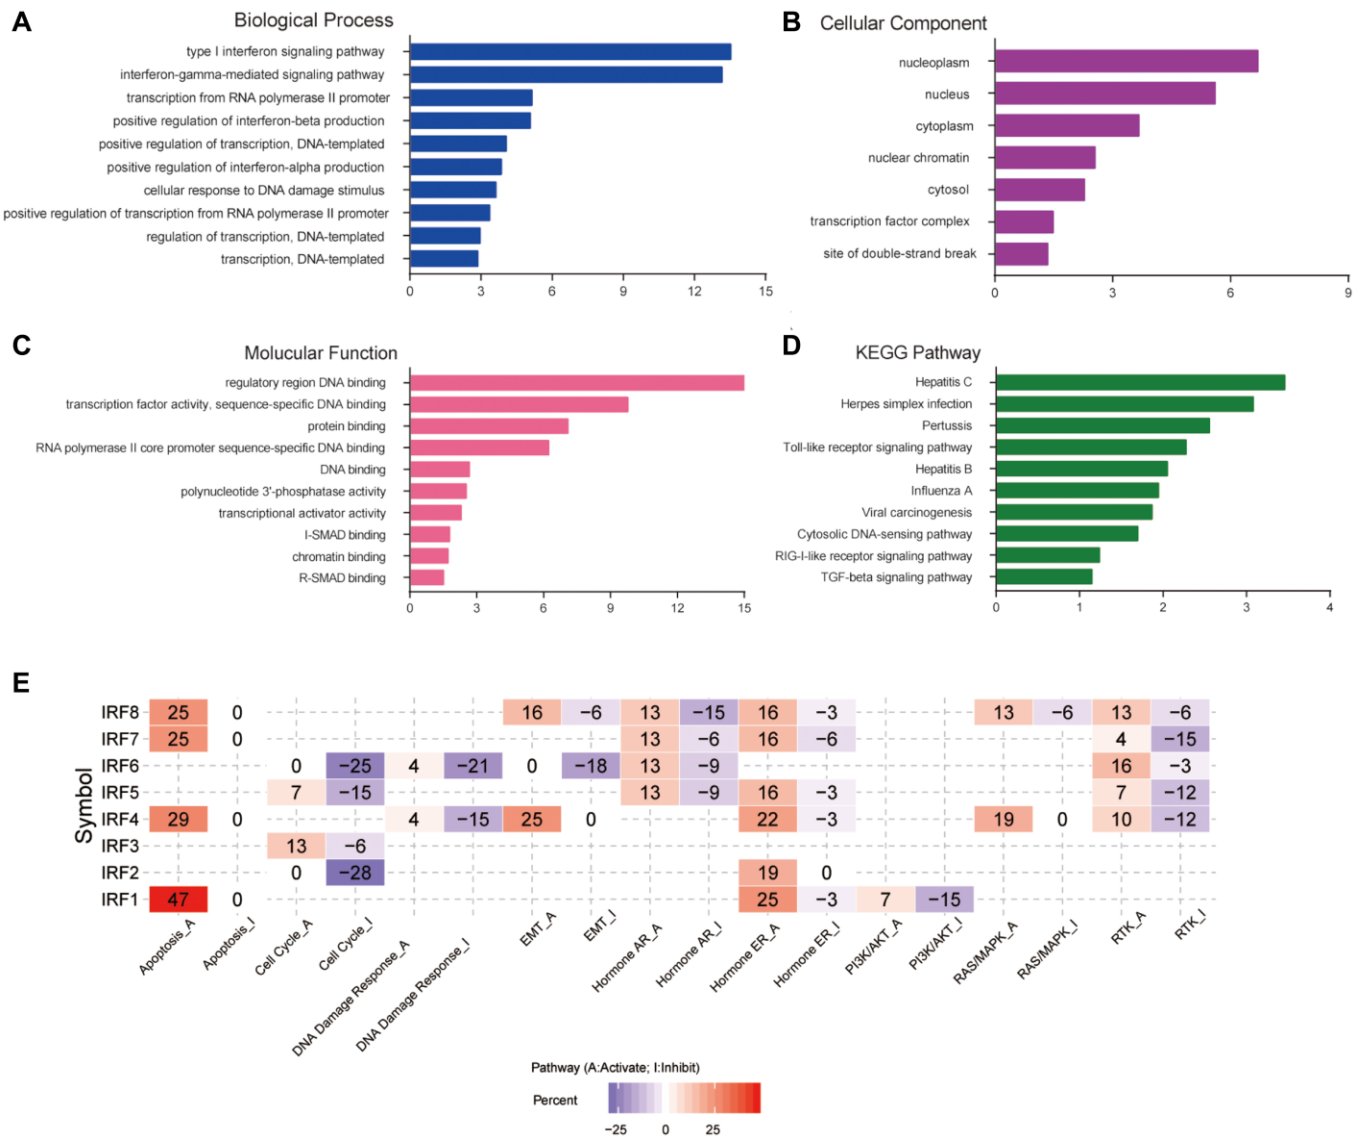 A
Biological Process
type I interferon signaling pathway
interferon-gamma-mediated signaling pathway
transcription from RNA polymerase II promoter
positive regulation of interferon-beta production
positive regulation of transcription, DNA-templated
positive regulation of interferon-alpha production
cellular response to DNA damage stimulus
positive regulation of transcription from RNA polymerase II promoter
regulation of transcription, DNA-templated
transcription, DNA-templated
0 3 6 9 12 15
B
Cellular Component
nucleoplasm
nucleus
cytoplasm
nuclear chromatin
cytosol
transcription factor complex
site of double-strand break
0 3 6 9
C
Molucular Function
regulatory region DNA binding
transcription factor activity, sequence-specific DNA binding
protein binding
RNA polymerase II core promoter sequence-specific DNA binding
DNA binding
polynucleotide 3'-phosphatase activity
transcriptional activator activity
I-SMAD binding
chromatin binding
R-SMAD binding
0 3 6 9 12 15
D
KEGG Pathway
Hepatitis C
Herpes simplex infection
Pertussis
Toll-like receptor signaling pathway
Hepatitis B
Influenza A
Viral carcinogenesis
Cytosolic DNA-sensing pathway
RIG-I-like receptor signaling pathway
TGF-beta signaling pathway
0 1 2 3 4
E
Symbol
IRF8 25 0 16 −6 13 −15 16 −3 13 −6 13 −6
IRF7 25 0 13 −6 16 −6 4 −15
IRF6 0 −25 4 −21 0 −18 13 −9 16 −3
IRF5 7 −15 13 −9 16 −3 7 −12
IRF4 29 0 4 −15 25 0 22 −3 19 0 10 −12
IRF3 13 −6
IRF2 0 −28 19 0
IRF1 47 0 25 −3 7 −15
Apoptosis_A
Apoptosis_I
Cell Cycle_A
Cell Cycle_I
DNA Damage Response_A
DNA Damage Response_I
EMT_A
EMT_I
Hormone AR_A
Hormone AR_I
Hormone ER_A
Hormone ER_I
PI3K/AKT_A
PI3K/AKT_I
RAS/MAPK_A
RAS/MAPK_I
RTK_A
RTK_I
Pathway (A:Activate; I:Inhibit)
Percent
−25 0 25